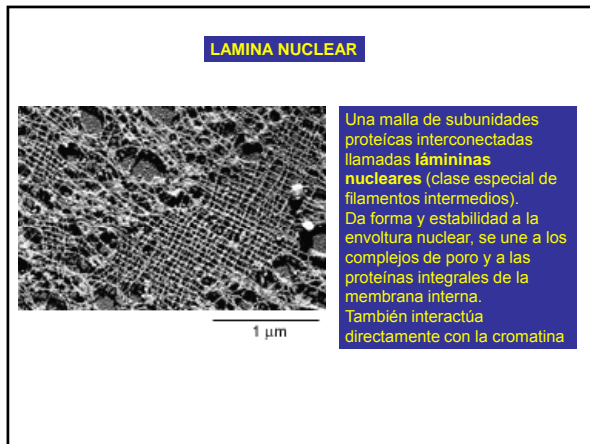 LAMINA NUCLEAR
Una malla de subunidades
proteícas interconectadas
llamadas lámininas
nucleares (clase especial de
filamentos intermedios).
Da forma y estabilidad a la
envoltura nuclear, se une a los
complejos de poro y a las
proteínas integrales de la
membrana interna.
También interactúa
directamente con la cromatina
1 μm